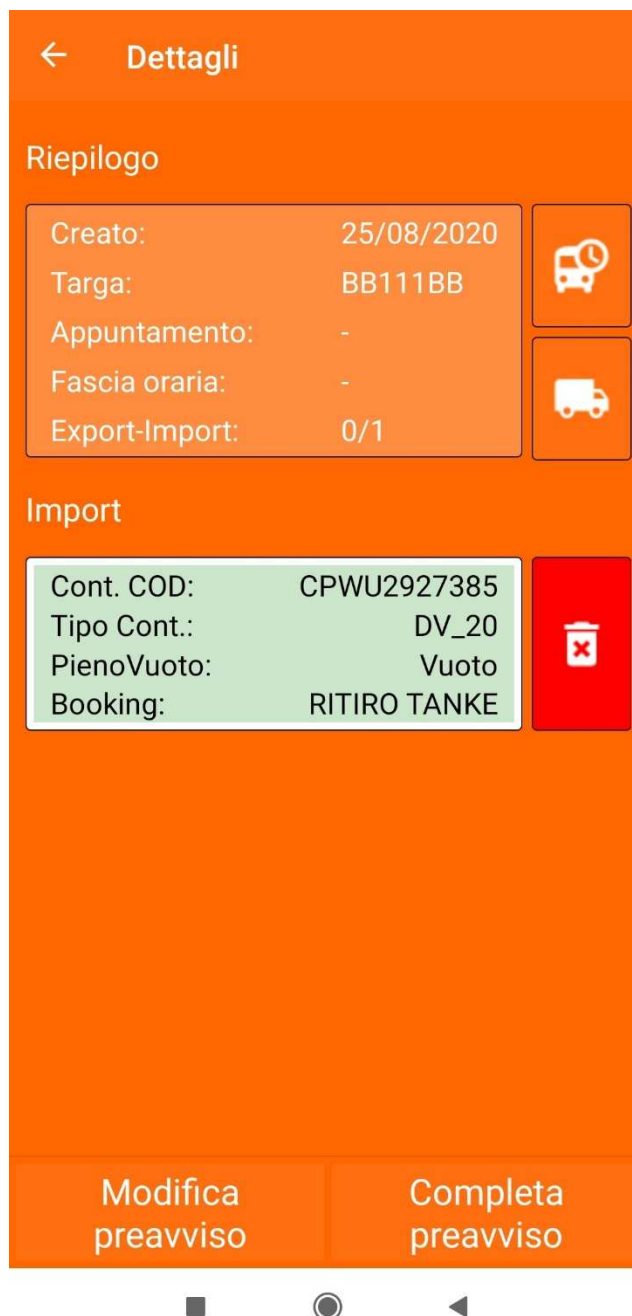 Dettagli
Riepilogo
Creato: 25/08/2020
Targa: BB111BB
Appuntamento: -
Fascia oraria: -
Export-Import: 0/1
Import
Cont. COD: CPWU2927385
Tipo Cont.: DV_20
PienoVuoto: Vuoto
Booking: RITIRO TANKE
Modifica preavviso
Completa preavviso